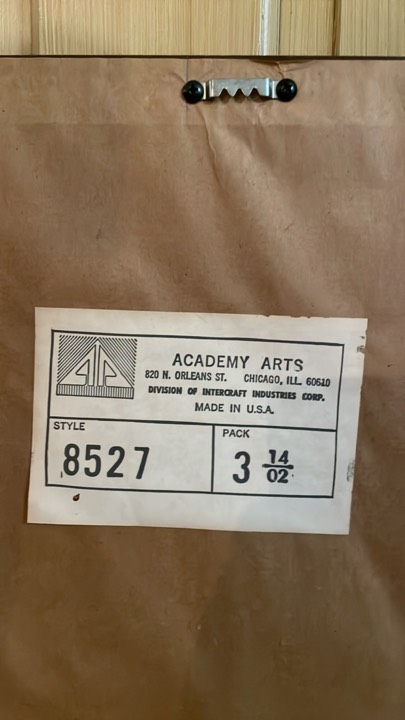 ACADEMY ARTS
820 N. ORLEANS ST. CHICAGO, ILL. 60610
DIVISION OF INTERCRAFT INDUSTRIES CORP.
MADE IN U.S.A.
STYLE
8527
PACK
3 14/02